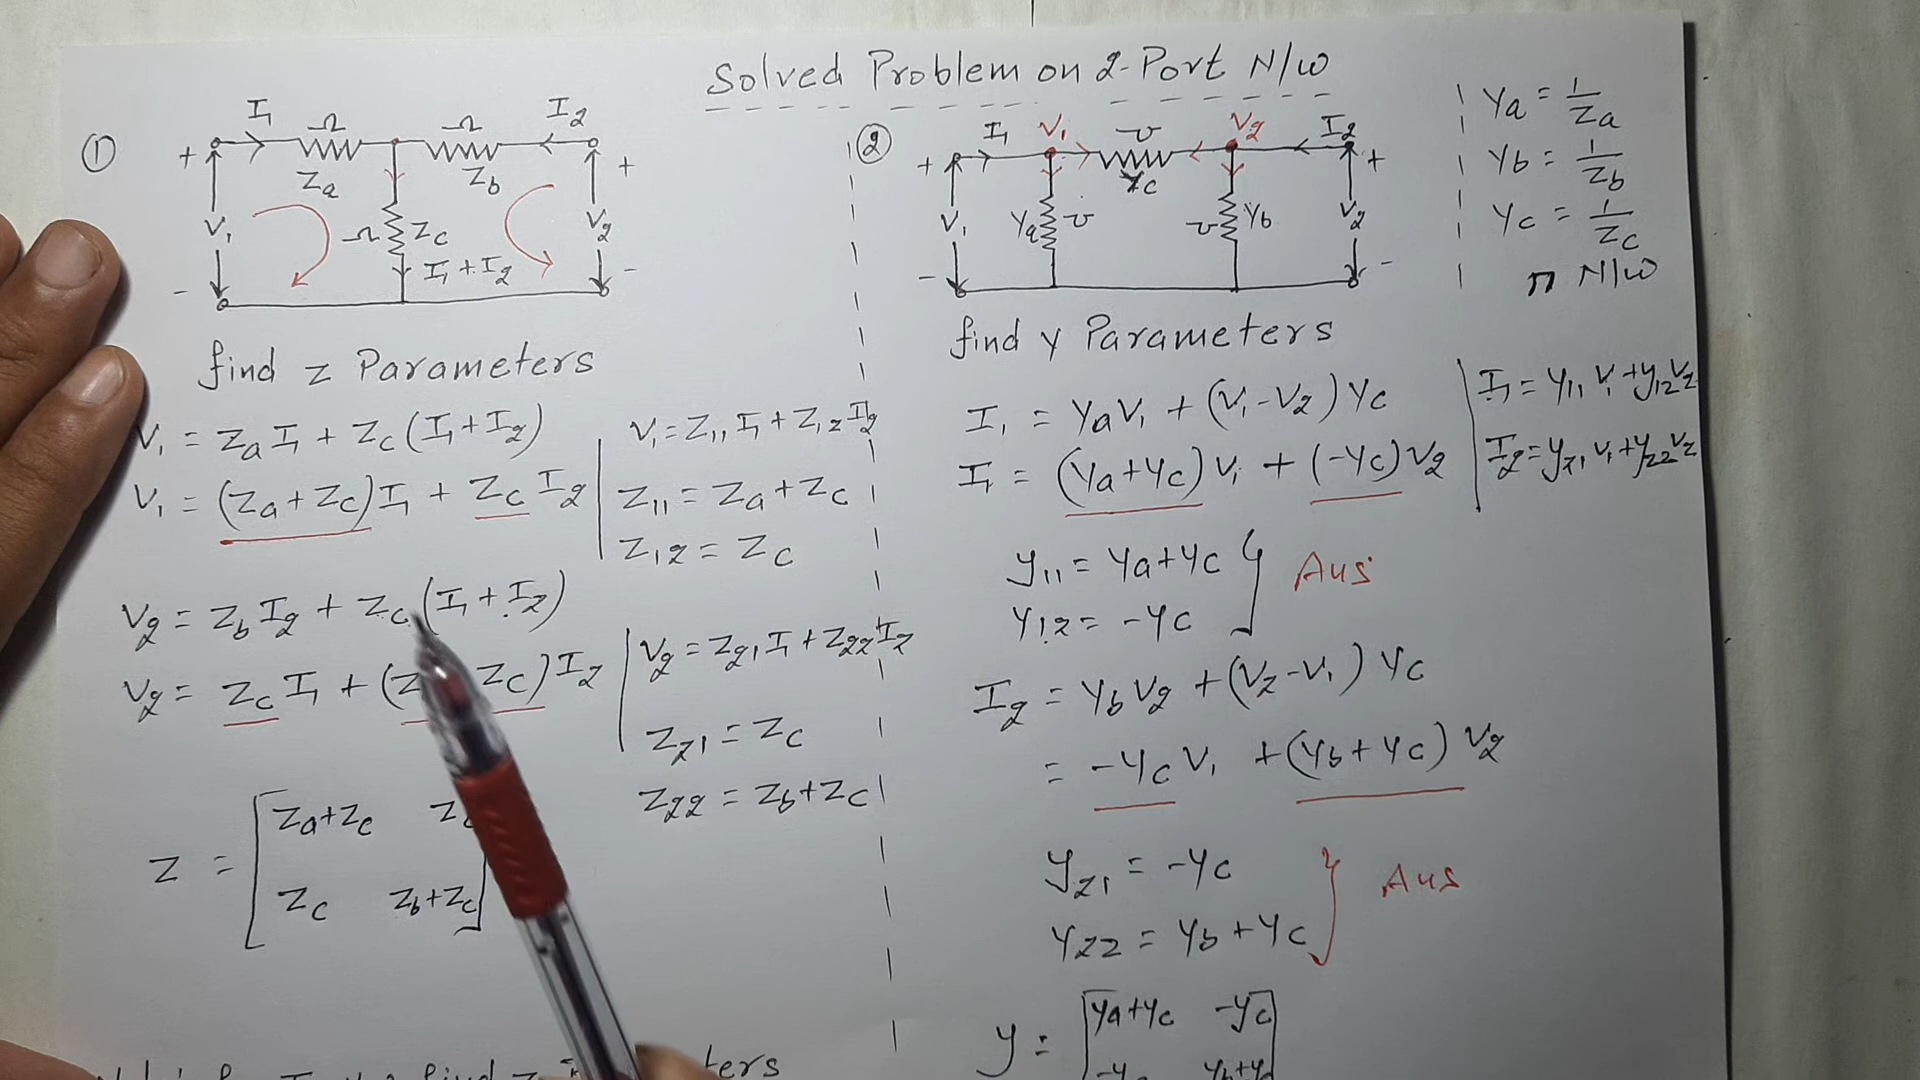 Solved Problem on 2-Port N/W
①
I₁ Ω Ω I₂
+ Za Zb +
V₁ Ω Zc V₂
- I₁+I₂ -
find z Parameters
V₁ = Za I₁ + Zc (I₁+I₂)
V₁ = (Za+Zc) I₁ + Zc I₂
V₁ = Z₁₁ I₁ + Z₁₂ I₂
Z₁₁ = Za+Zc
Z₁₂ = Zc
V₂ = Zb I₂ + Zc (I₁+I₂)
V₂ = Zc I₁ + (Z Zc) I₂
V₂ = Z₂₁ I₁ + Z₂₂ I₂
Z₂₁ = Zc
Z₂₂ = Zb+Zc
Z = [ Za+Zc
Zc Zb+Zc ]
find z
②
I₁ V₁ ℧ V₂ I₂
+ Yc +
V₁ Ya ℧ ℧ Yb V₂
- -
Ya = 1/Za
Yb = 1/Zb
Yc = 1/Zc
π N/W
find y Parameters
I₁ = YaV₁ + (V₁-V₂) Yc
I₁ = (Ya+Yc) V₁ + (-Yc) V₂
I₁ = Y₁₁ V₁ + Y₁₂ V₂
I₂ = Y₂₁ V₁ + Y₂₂ V₂
Y₁₁ = Ya+Yc
Y₁₂ = -Yc
Ans
I₂ = YbV₂ + (V₂-V₁) Yc
= -Yc V₁ + (Yb+Yc) V₂
Y₂₁ = -Yc
Y₂₂ = Yb+Yc
Ans
Y = [ Ya+Yc -Yc